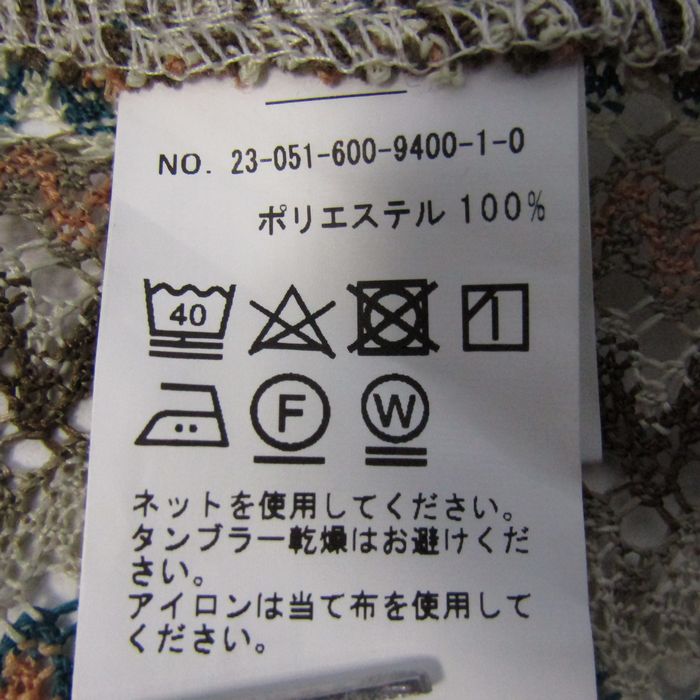 NO. 23-051-600-9400-1-0
ポリエステル 100%
40
F W
ネットを使用してください。
タンブラー乾燥はお避けくだ
さい。
アイロンは当て布を使用して
ください。